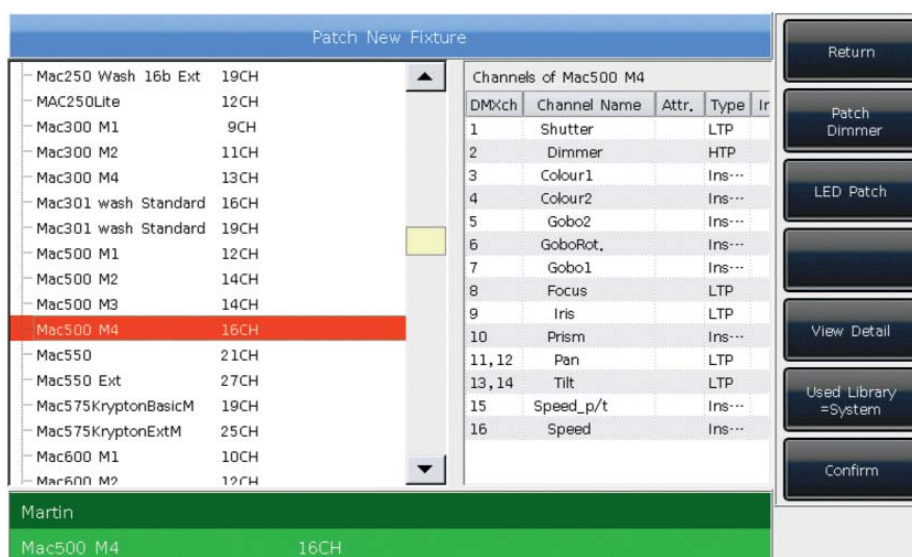 Patch New Fixture
Mac250 Wash 16b Ext 19CH
MAC250Lite 12CH
Mac300 M1 9CH
Mac300 M2 11CH
Mac300 M4 13CH
Mac301 wash Standard 16CH
Mac301 wash Standard 19CH
Mac500 M1 12CH
Mac500 M2 14CH
Mac500 M3 14CH
Mac500 M4 16CH
Mac550 21CH
Mac550 Ext 27CH
Mac575KryptonBasicM 19CH
Mac575KryptonExtM 25CH
Mac600 M1 10CH
Mac600 M2 12CH
Channels of Mac500 M4
DMXch Channel Name Attr. Type Ir
1 Shutter LTP
2 Dimmer HTP
3 Colour1 Ins···
4 Colour2 Ins···
5 Gobo2 Ins···
6 GoboRot. Ins···
7 Gobo1 Ins···
8 Focus LTP
9 Iris LTP
10 Prism Ins···
11,12 Pan LTP
13,14 Tilt LTP
15 Speed_p/t Ins···
16 Speed Ins···
Return
Patch
Dimmer
LED Patch
View Detail
Used Library
=System
Confirm
Martin
Mac500 M4 16CH